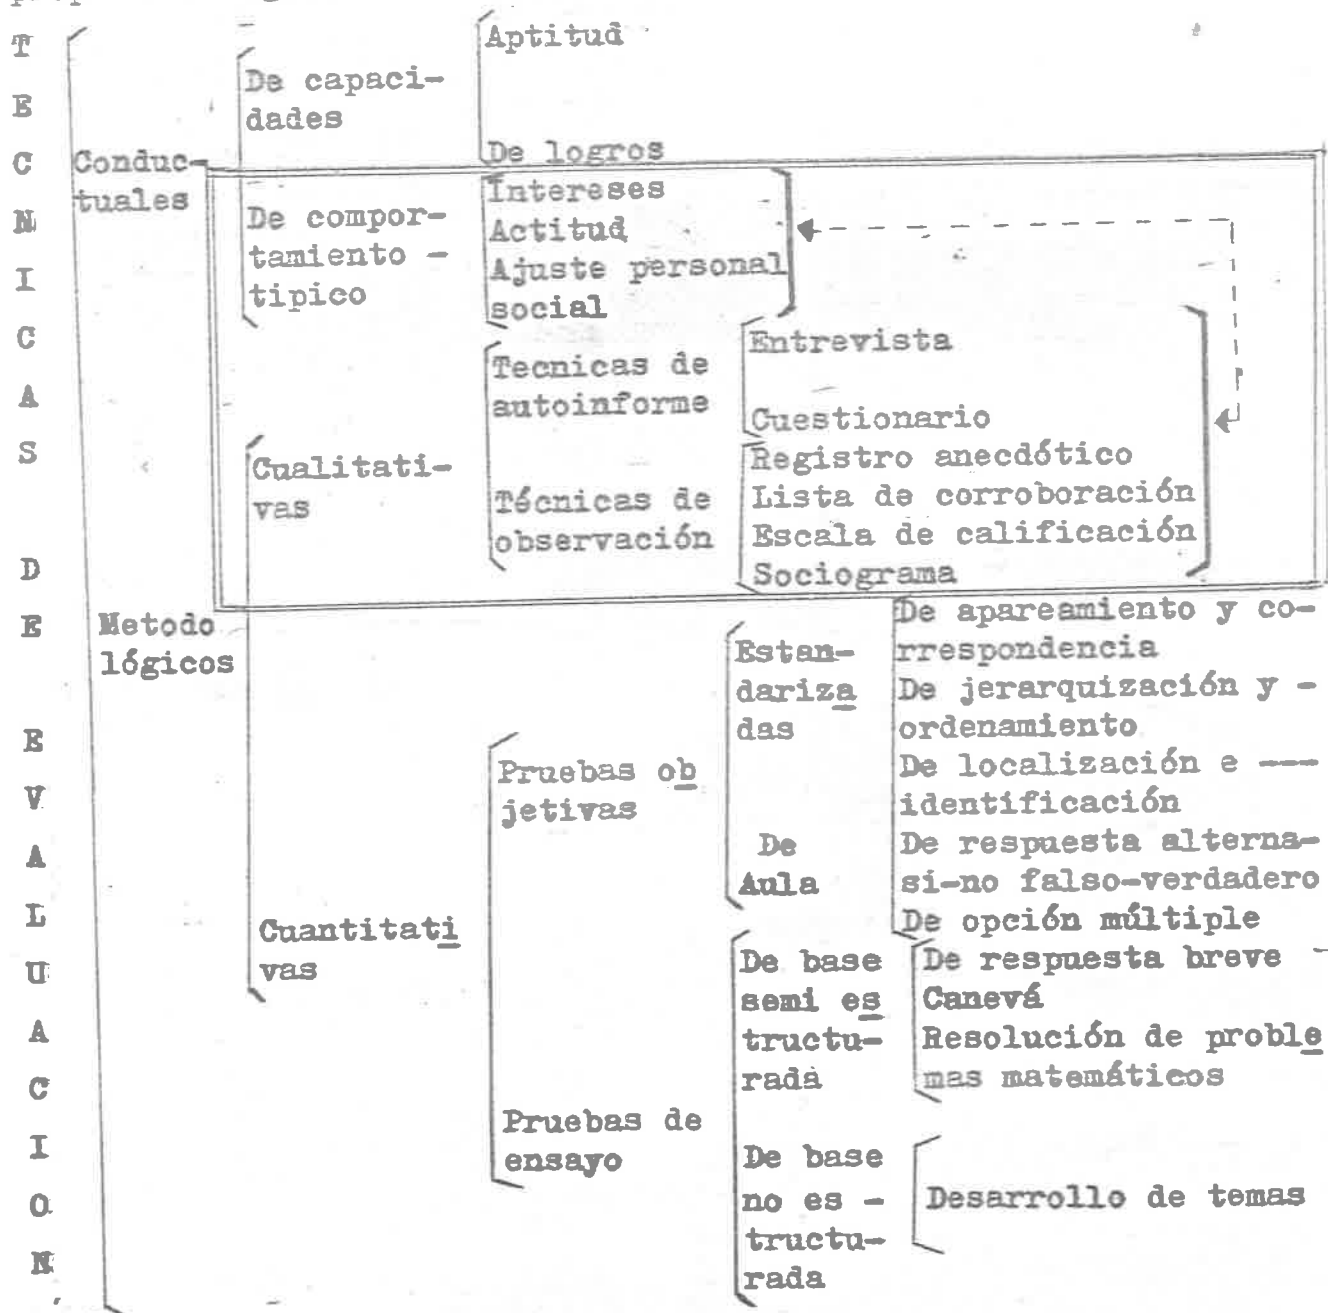 TECNICAS DE EVALUACION
Conduc-
tuales
De capaci-
dades
Aptitud
De logros
De compor-
tamiento -
tipico
Intereses
Actitud
Ajuste personal
social
Metodo
lógicos
Cualitati-
vas
Tecnicas de
autoinforme
Entrevista
Cuestionario
Técnicas de
observación
Registro anecdótico
Lista de corroboración
Escala de calificación
Sociograma
Cuantitati
vas
Pruebas ob
jetivas
Estan-
dariza
das
De
Aula
De apareamiento y co-
rrespondencia
De jerarquización y -
ordenamiento
De localización e ---
identificación
De respuesta alterna-
si-no falso-verdadero
De opción múltiple
Pruebas de
ensayo
De base
semi es
tructu-
rada
De respuesta breve -
Canevá
Resolución de proble
mas matemáticos
De base
no es -
tructu-
rada
Desarrollo de temas